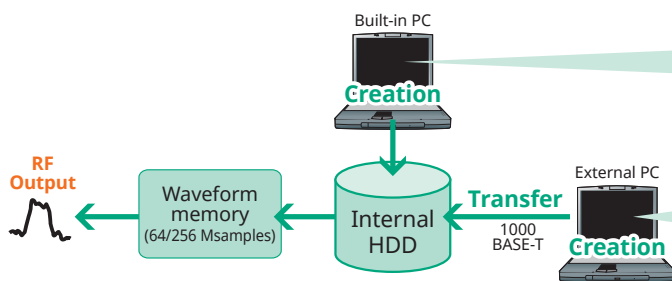 Built-in PC
Creation
RF
Output
Waveform
memory
(64/256 Msamples)
Internal
HDD
Transfer
1000
BASE-T
External PC
Creation